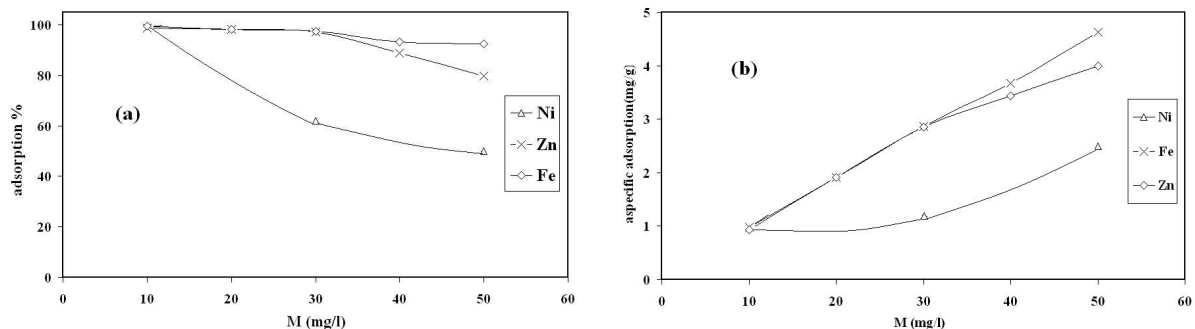 100
80
60
40
20
0
adsorption %
(a)
Ni
Zn
Fe
0 10 20 30 40 50 60
M (mg/l)
5
4
3
2
1
0
aspecific adsorption(mg/g)
(b)
Ni
Fe
Zn
0 10 20 30 40 50 60
M (mg/l)